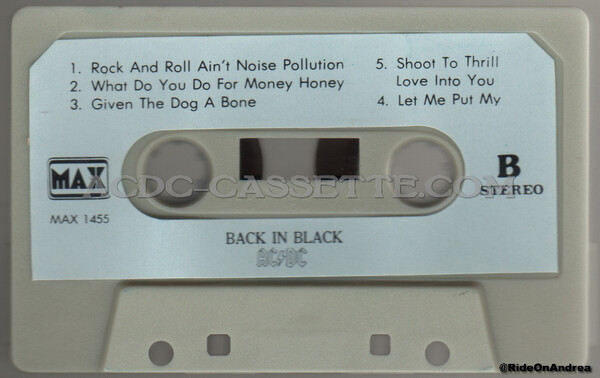 1. Rock And Roll Ain't Noise Pollution
2. What Do You Do For Money Honey
3. Given The Dog A Bone
5. Shoot To Thrill
Love Into You
4. Let Me Put My
MAX
MAX 1455
ACDC-CASSETTE.COM
B
STEREO
BACK IN BLACK
AC⚡DC
@RideOnAndrea